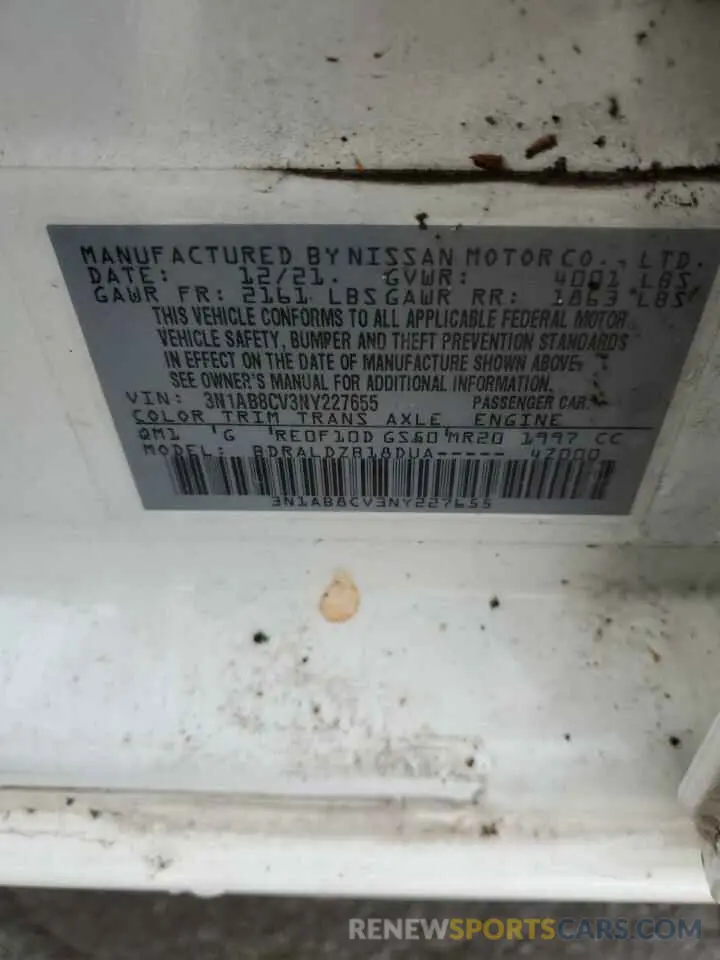 MANUFACTURED BY NISSAN MOTOR CO., LTD.
DATE: 12/21. GVWR: 4001 LBS
GAWR FR: 2161 LBS GAWR RR: 1863 LBS
THIS VEHICLE CONFORMS TO ALL APPLICABLE FEDERAL MOTOR
VEHICLE SAFETY, BUMPER AND THEFT PREVENTION STANDARDS
IN EFFECT ON THE DATE OF MANUFACTURE SHOWN ABOVE.
SEE OWNER'S MANUAL FOR ADDITIONAL INFORMATION.
VIN: 3N1AB8CV3NY227655 PASSENGER CAR
COLOR TRIM TRANS AXLE ENGINE
QM1 G RE0F10D GS60 MR20 1997 CC
MODEL: BDRALDZB18DUA----- 4Z000
3N1AB8CV3NY227655
RENEWSPORTSCARS.COM